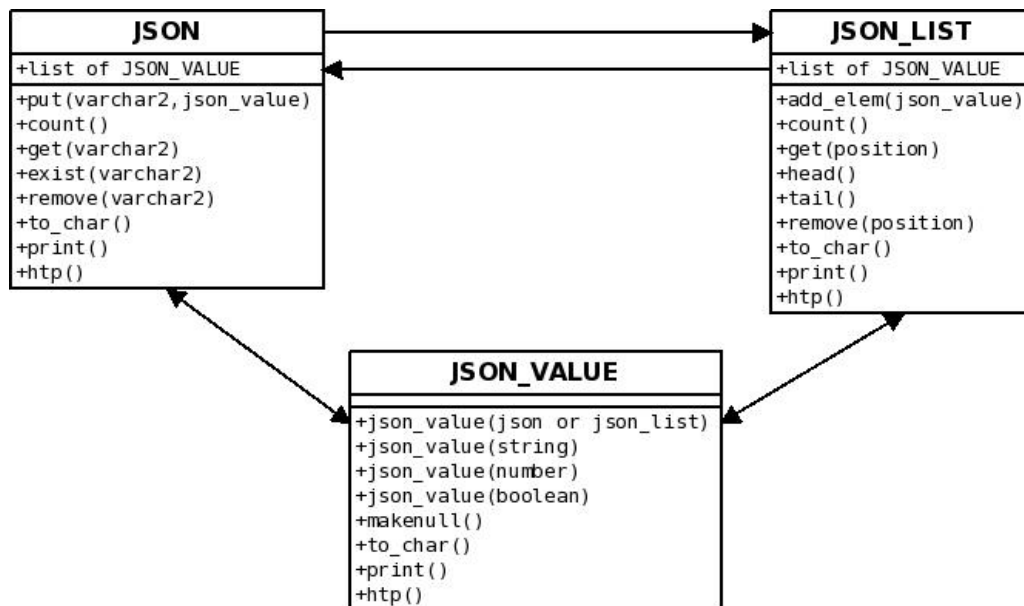 JSON
+list of JSON_VALUE
+put(varchar2,json_value)
+count()
+get(varchar2)
+exist(varchar2)
+remove(varchar2)
+to_char()
+print()
+htp()
JSON_LIST
+list of JSON_VALUE
+add_elem(json_value)
+count()
+get(position)
+head()
+tail()
+remove(position)
+to_char()
+print()
+htp()
JSON_VALUE
+json_value(json or json_list)
+json_value(string)
+json_value(number)
+json_value(boolean)
+makenull()
+to_char()
+print()
+htp()